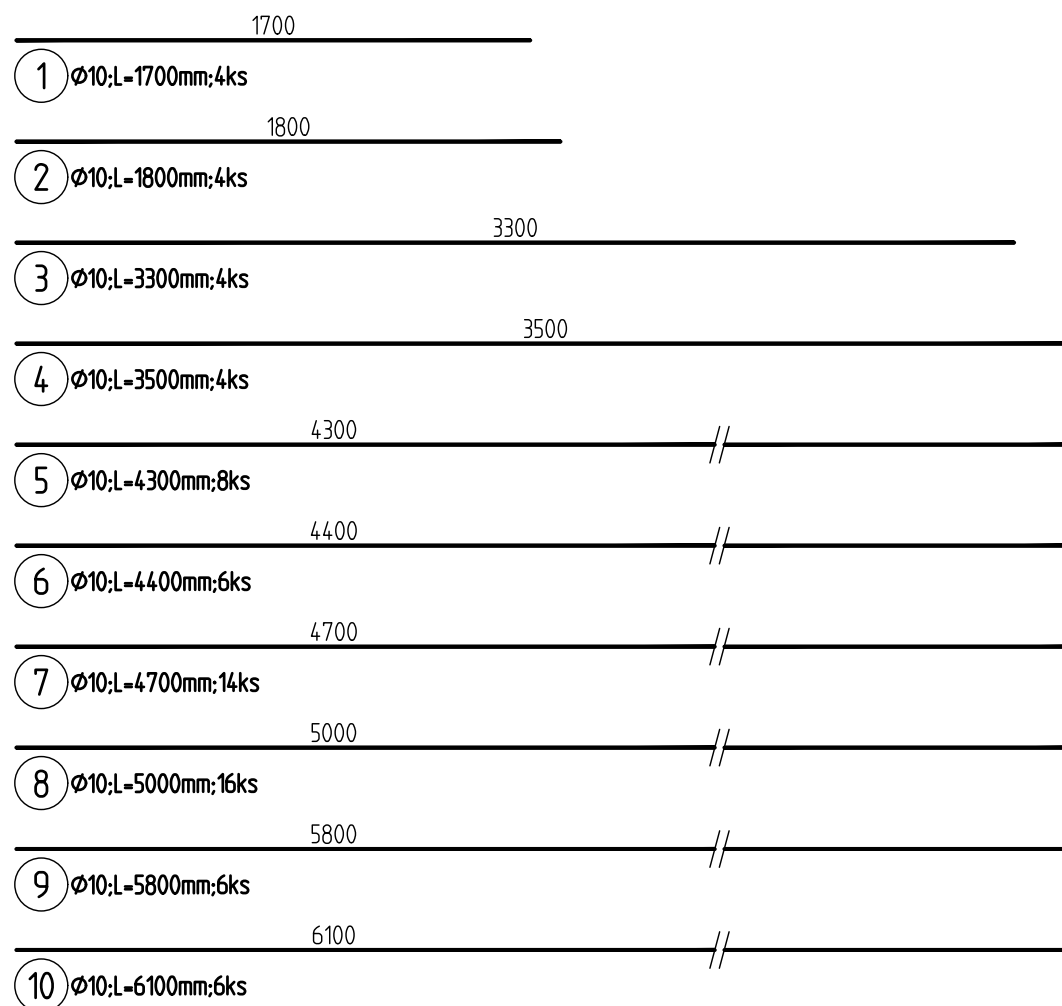 1700
1 Ø10;L=1700mm;4ks
1800
2 Ø10;L=1800mm;4ks
3300
3 Ø10;L=3300mm;4ks
3500
4 Ø10;L=3500mm;4ks
4300
5 Ø10;L=4300mm;8ks
4400
6 Ø10;L=4400mm;6ks
4700
7 Ø10;L=4700mm;14ks
5000
8 Ø10;L=5000mm;16ks
5800
9 Ø10;L=5800mm;6ks
6100
10 Ø10;L=6100mm;6ks